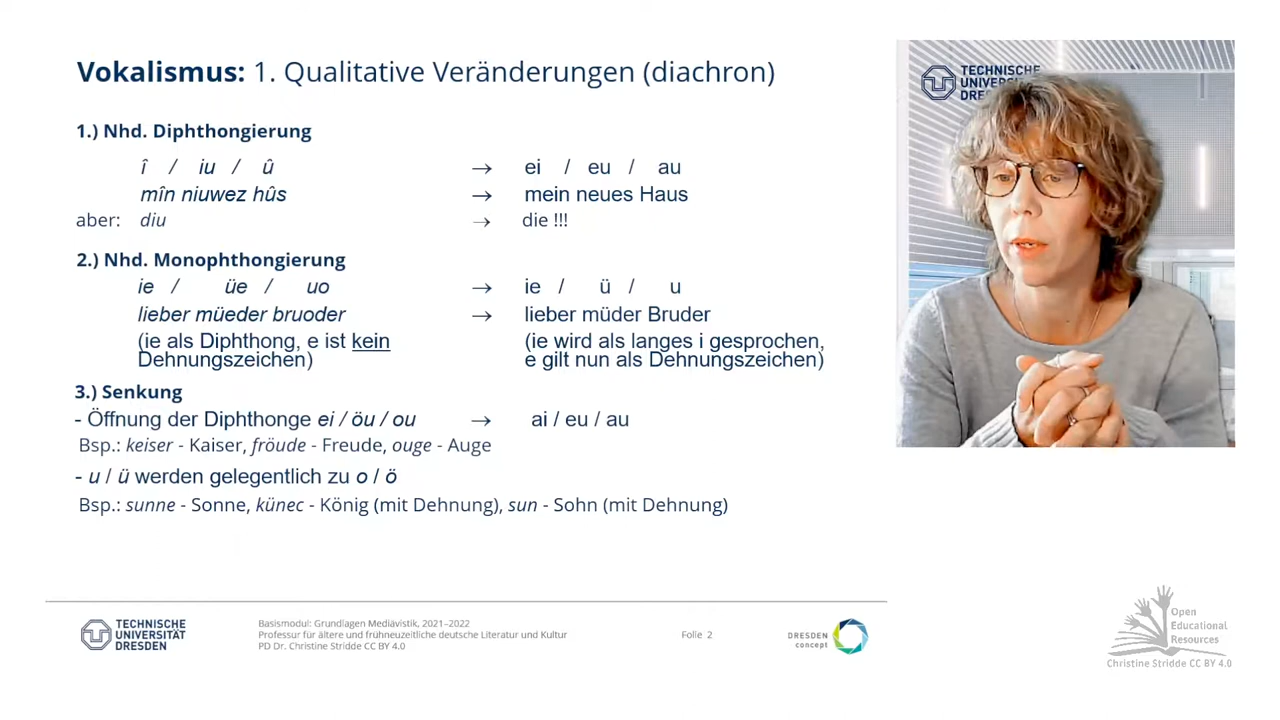 Vokalismus: 1. Qualitative Veränderungen (diachron)
1.) Nhd. Diphthongierung
î / iu / û → ei / eu / au
mîn niuwez hûs → mein neues Haus
aber: diu → die !!!
2.) Nhd. Monophthongierung
ie / üe / uo → ie / ü / u
lieber müeder bruoder → lieber müder Bruder
(ie als Diphthong, e ist kein (ie wird als langes i gesprochen,
Dehnungszeichen) e gilt nun als Dehnungszeichen)
3.) Senkung
- Öffnung der Diphthonge ei / öu / ou → ai / eu / au
Bsp.: keiser - Kaiser, fröude - Freude, ouge - Auge
- u / ü werden gelegentlich zu o / ö
Bsp.: sunne - Sonne, künec - König (mit Dehnung), sun - Sohn (mit Dehnung)
TECHNISCHE
UNIVERSITÄT
DRESDEN
Basismodul: Grundlagen Mediävistik, 2021–2022
Professur für ältere und frühneuzeitliche deutsche Literatur und Kultur
PD Dr. Christine Stridde CC BY 4.0
Folie 2
DRESDEN
concept
TECHNISCHE
UNIVERS
DRES
Open
Educational
Resources
Christine Stridde CC BY 4.0